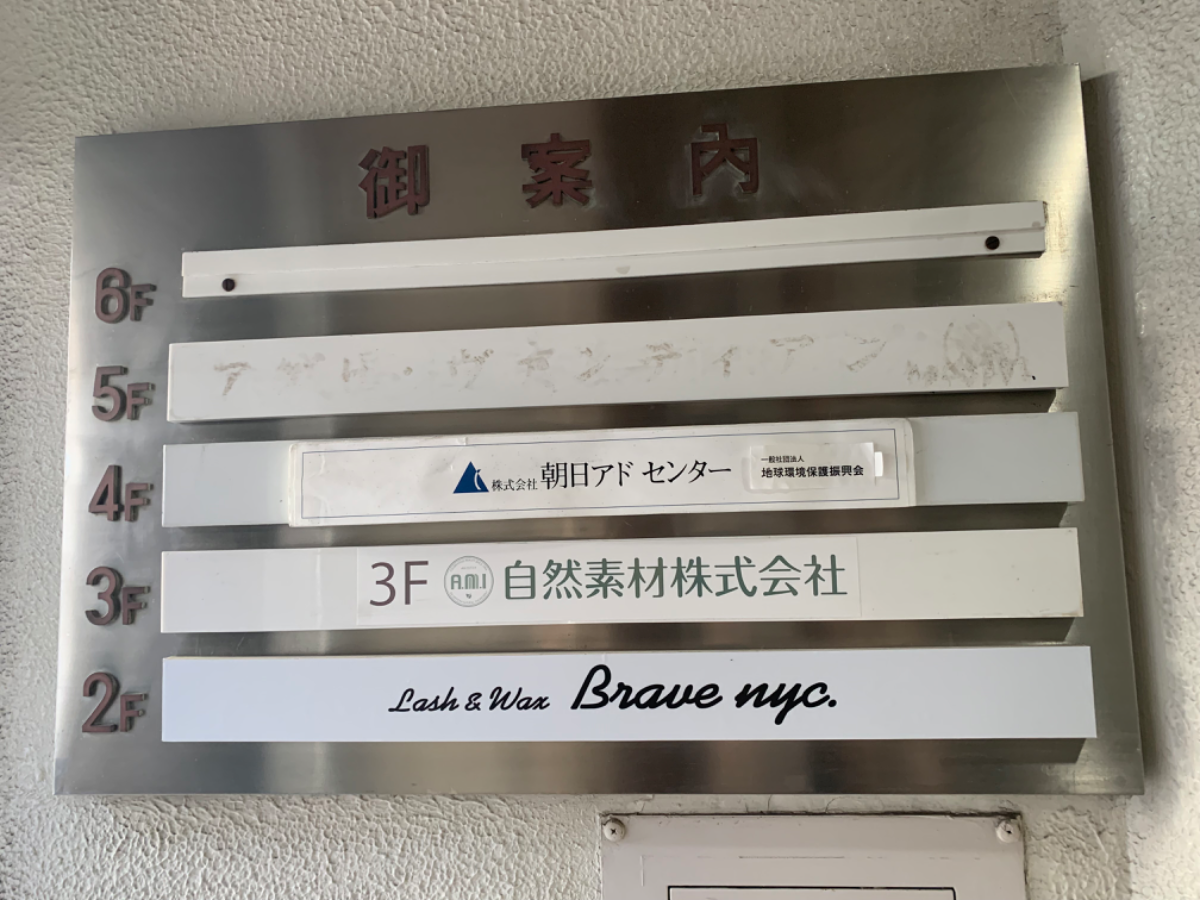 御案内
6F
5F
4F 株式会社 朝日アド センター 一般社団法人
地球環境保護振興会
3F 3F A.M.I 自然素材株式会社
2F Lash & Wax Brave nyc.